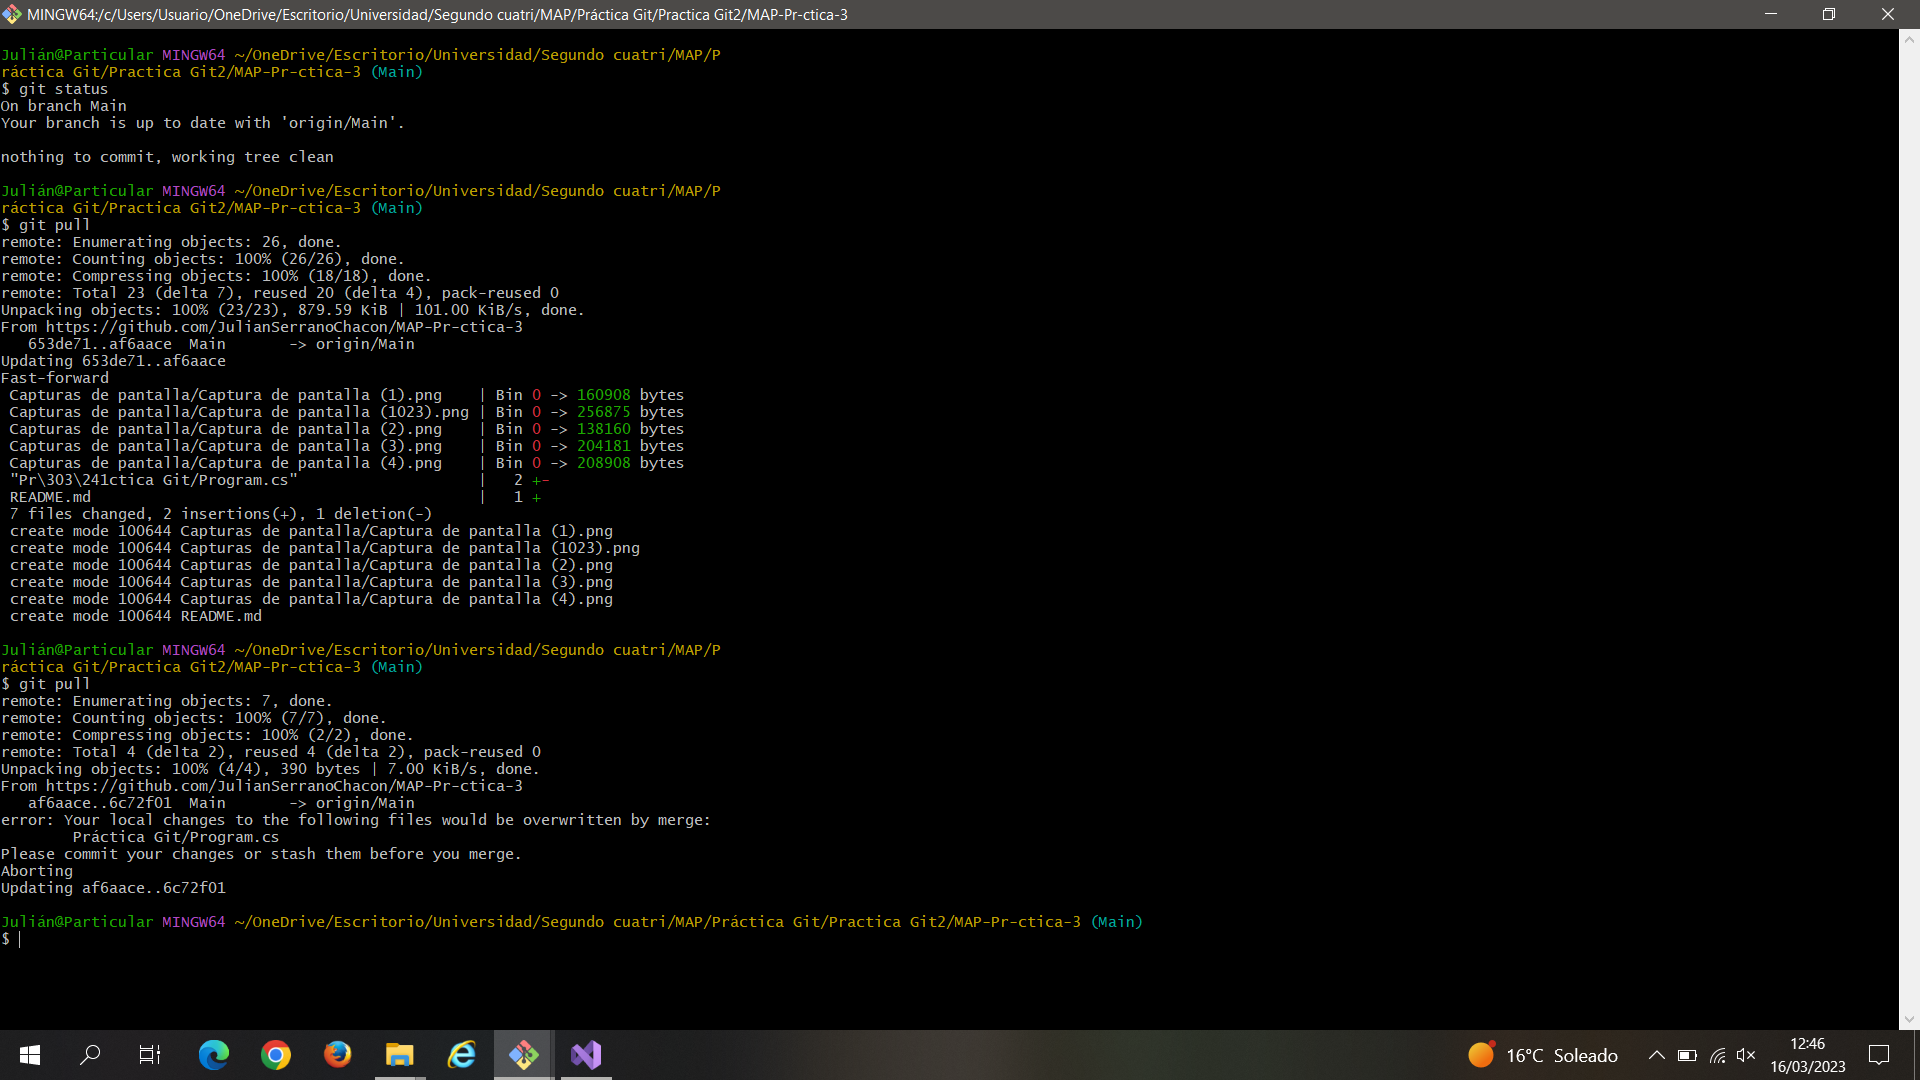 MINGW64:/c/Users/Usuario/OneDrive/Escritorio/Universidad/Segundo cuatri/MAP/Práctica Git/Practica Git2/MAP-Pr-ctica-3
Julián@Particular MINGW64 ~/OneDrive/Escritorio/Universidad/Segundo cuatri/MAP/P
ráctica Git/Practica Git2/MAP-Pr-ctica-3 (Main)
$ git status
On branch Main
Your branch is up to date with 'origin/Main'.
nothing to commit, working tree clean
Julián@Particular MINGW64 ~/OneDrive/Escritorio/Universidad/Segundo cuatri/MAP/P
ráctica Git/Practica Git2/MAP-Pr-ctica-3 (Main)
$ git pull
remote: Enumerating objects: 26, done.
remote: Counting objects: 100% (26/26), done.
remote: Compressing objects: 100% (18/18), done.
remote: Total 23 (delta 7), reused 20 (delta 4), pack-reused 0
Unpacking objects: 100% (23/23), 879.59 KiB | 101.00 KiB/s, done.
From https://github.com/JulianSerranoChacon/MAP-Pr-ctica-3
   653de71..af6aace  Main       -> origin/Main
Updating 653de71..af6aace
Fast-forward
 Capturas de pantalla/Captura de pantalla (1).png    | Bin 0 -> 160908 bytes
 Capturas de pantalla/Captura de pantalla (1023).png | Bin 0 -> 256875 bytes
 Capturas de pantalla/Captura de pantalla (2).png    | Bin 0 -> 138160 bytes
 Capturas de pantalla/Captura de pantalla (3).png    | Bin 0 -> 204181 bytes
 Capturas de pantalla/Captura de pantalla (4).png    | Bin 0 -> 208908 bytes
 "Pr\303\241ctica Git/Program.cs"                    |   2 +-
 README.md                                           |   1 +
 7 files changed, 2 insertions(+), 1 deletion(-)
 create mode 100644 Capturas de pantalla/Captura de pantalla (1).png
 create mode 100644 Capturas de pantalla/Captura de pantalla (1023).png
 create mode 100644 Capturas de pantalla/Captura de pantalla (2).png
 create mode 100644 Capturas de pantalla/Captura de pantalla (3).png
 create mode 100644 Capturas de pantalla/Captura de pantalla (4).png
 create mode 100644 README.md
Julián@Particular MINGW64 ~/OneDrive/Escritorio/Universidad/Segundo cuatri/MAP/P
ráctica Git/Practica Git2/MAP-Pr-ctica-3 (Main)
$ git pull
remote: Enumerating objects: 7, done.
remote: Counting objects: 100% (7/7), done.
remote: Compressing objects: 100% (2/2), done.
remote: Total 4 (delta 2), reused 4 (delta 2), pack-reused 0
Unpacking objects: 100% (4/4), 390 bytes | 7.00 KiB/s, done.
From https://github.com/JulianSerranoChacon/MAP-Pr-ctica-3
   af6aace..6c72f01  Main       -> origin/Main
error: Your local changes to the following files would be overwritten by merge:
        Práctica Git/Program.cs
Please commit your changes or stash them before you merge.
Aborting
Updating af6aace..6c72f01
Julián@Particular MINGW64 ~/OneDrive/Escritorio/Universidad/Segundo cuatri/MAP/Práctica Git/Practica Git2/MAP-Pr-ctica-3 (Main)
$
16°C Soleado
12:46
16/03/2023